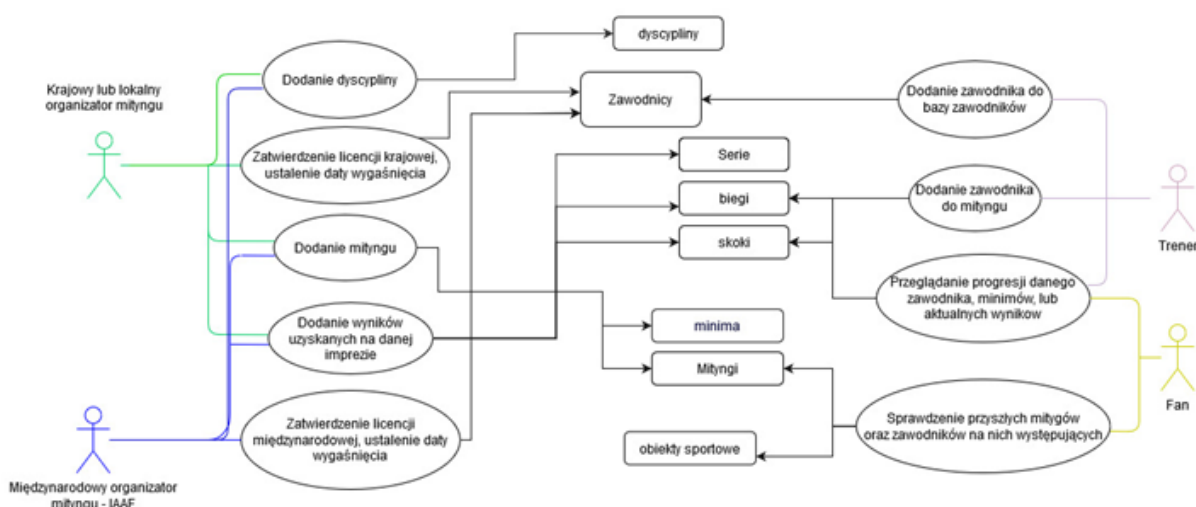 Krajowy lub lokalny
organizator mityngu
Międzynarodowy organizator
mityngu - IAAF
Dodanie dyscypliny
Zatwierdzenie licencji krajowej,
ustalenie daty wygaśnięcia
Dodanie mityngu
Dodanie wyników
uzyskanych na danej
imprezie
Zatwierdzenie licencji
międzynarodowej, ustalenie daty
wygaśnięcia
dyscypliny
Zawodnicy
Serie
biegi
skoki
minima
Mityngi
obiekty sportowe
Dodanie zawodnika do
bazy zawodników
Dodanie zawodnika
do mityngu
Przeglądanie progresji danego
zawodnika, minimów, lub
aktualnych wynikow
Sprawdzenie przyszłych mitygów
oraz zawodników na nich występujących
Trener
Fan